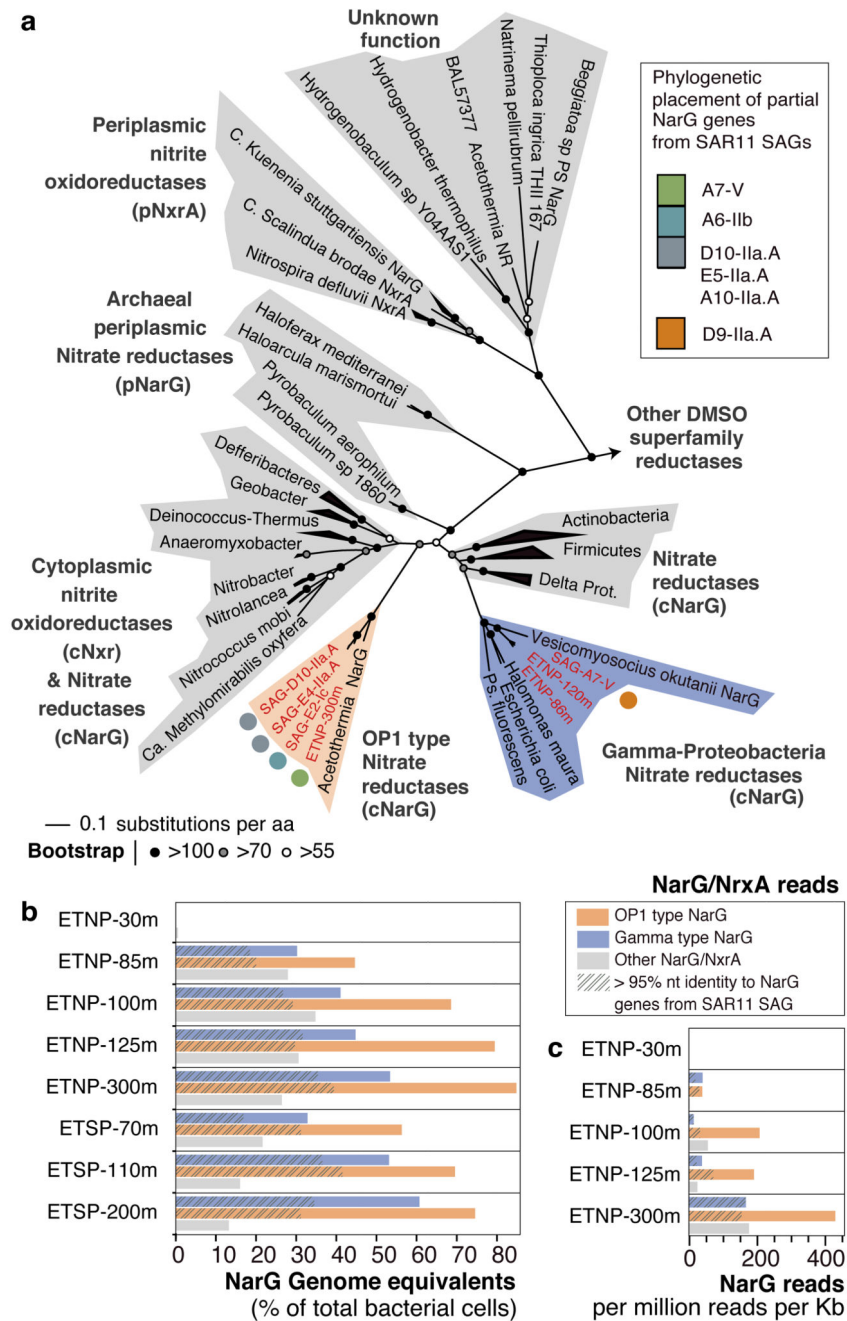 a
Unknown
function
Hydrogenobaculum sp Y04AAS1
Hydrogenobacter thermophilus
BAL57377 Acetothermia NR
Natrinema pellirubrum
Thioploca ingrica THII 167
Beggiatoa sp PS NarG
Phylogenetic
placement of partial
NarG genes
from SAR11 SAGs
A7-V
A6-IIb
D10-IIa.A
E5-IIa.A
A10-IIa.A
D9-IIa.A
Periplasmic
nitrite
oxidoreductases
(pNxrA)
C. Kuenenia stuttgartiensis NarG
C. Scalindua brodae NxrA
Nitrospira defluvii NxrA
Archaeal
periplasmic
Nitrate reductases
(pNarG)
Haloferax mediterranei
Haloarcula marismortui
Pyrobaculum aerophilum
Pyrobaculum sp 1860
Other DMSO
superfamily
reductases
Defferibacteres
Geobacter
Deinococcus-Thermus
Anaeromyxobacter
Nitrobacter
Nitrolancea
Nitrococcus mobi
Ca. Methylomirabilis oxyfera
Cytoplasmic
nitrite
oxidoreductases
(cNxr)
& Nitrate
reductases
(cNarG)
Actinobacteria
Firmicutes
Delta Prot.
Nitrate
reductases
(cNarG)
SAG-D10-IIa.A
SAG-E4-IIa.A
SAG-E2-Ic
ETNP-300m
Acetothermia NarG
OP1 type
Nitrate
reductases
(cNarG)
Vesicomyosocius okutanii NarG
SAG-A7-V
ETNP-120m
ETNP-86m
Halomonas maura
Escherichia coli
Ps. fluorescens
Gamma-Proteobacteria
Nitrate reductases
(cNarG)
0.1 substitutions per aa
Bootstrap >100 >70 >55
b
ETNP-30m
ETNP-85m
ETNP-100m
ETNP-125m
ETNP-300m
ETSP-70m
ETSP-110m
ETSP-200m
0 10 20 30 40 50 60 70 80
NarG Genome equivalents
(% of total bacterial cells)
NarG/NrxA reads
OP1 type NarG
Gamma type NarG
Other NarG/NxrA
> 95% nt identity to NarG
genes from SAR11 SAG
c
ETNP-30m
ETNP-85m
ETNP-100m
ETNP-125m
ETNP-300m
0 200 400
NarG reads
per million reads per Kb